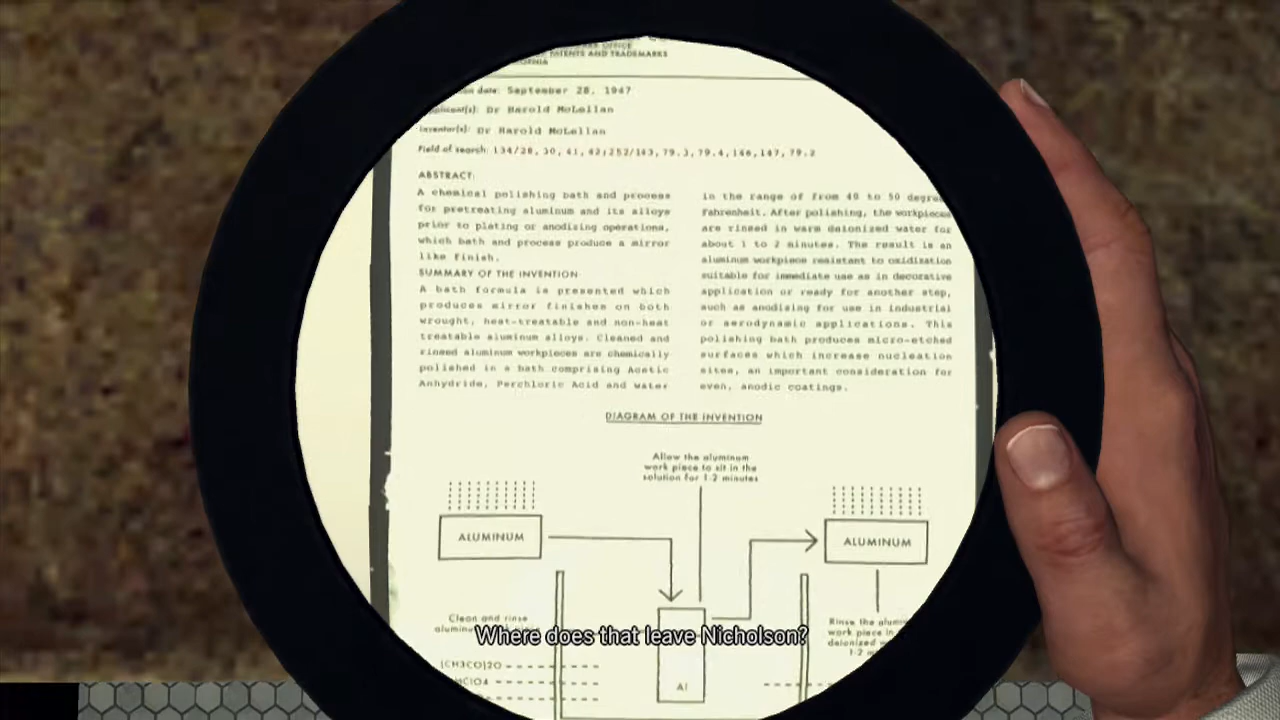 PATENTS AND TRADEMARKS
date: September 28, 1947
Dr Harold McLellan
Inventor(s): Dr Harold McLellan
Field of search: 134/28, 30, 41, 42;252/143, 79.3, 79.4, 146,147, 79.2
ABSTRACT:
A chemical polishing bath and process
for pretreating aluminum and its alloys
prior to plating or anodizing operations,
which bath and process produce a mirror
like finish.
SUMMARY OF THE INVENTION
A bath formula is presented which
produces mirror finishes on both
wrought, heat-treatable and non-heat
treatable aluminum alloys. Cleaned and
rinsed aluminum workpieces are chemically
polished in a bath comprising Acetic
Anhydride, Perchloric Acid and water
in the range of from 40 to 50 degre
Fahrenheit. After polishing, the workpieces
are rinsed in warm deionized water for
about 1 to 2 minutes. The result is an
aluminum workpiece resistant to oxidization
suitable for immediate use as in decorative
application or ready for another step,
such as anodizing for use in industrial
or aerodynamic applications. This
polishing bath produces micro-etched
surfaces which increase nucleation
sites, an important consideration for
even, anodic coatings.
DIAGRAM OF THE INVENTION
Allow the aluminum
work piece to sit in the
solution for 1-2 minutes
ALUMINUM
ALUMINUM
Clean and rinse
Rinse the alumin
work piece in
deionized
Where does that leave Nicholson?
(CH3CO)2O
HClO4
Al